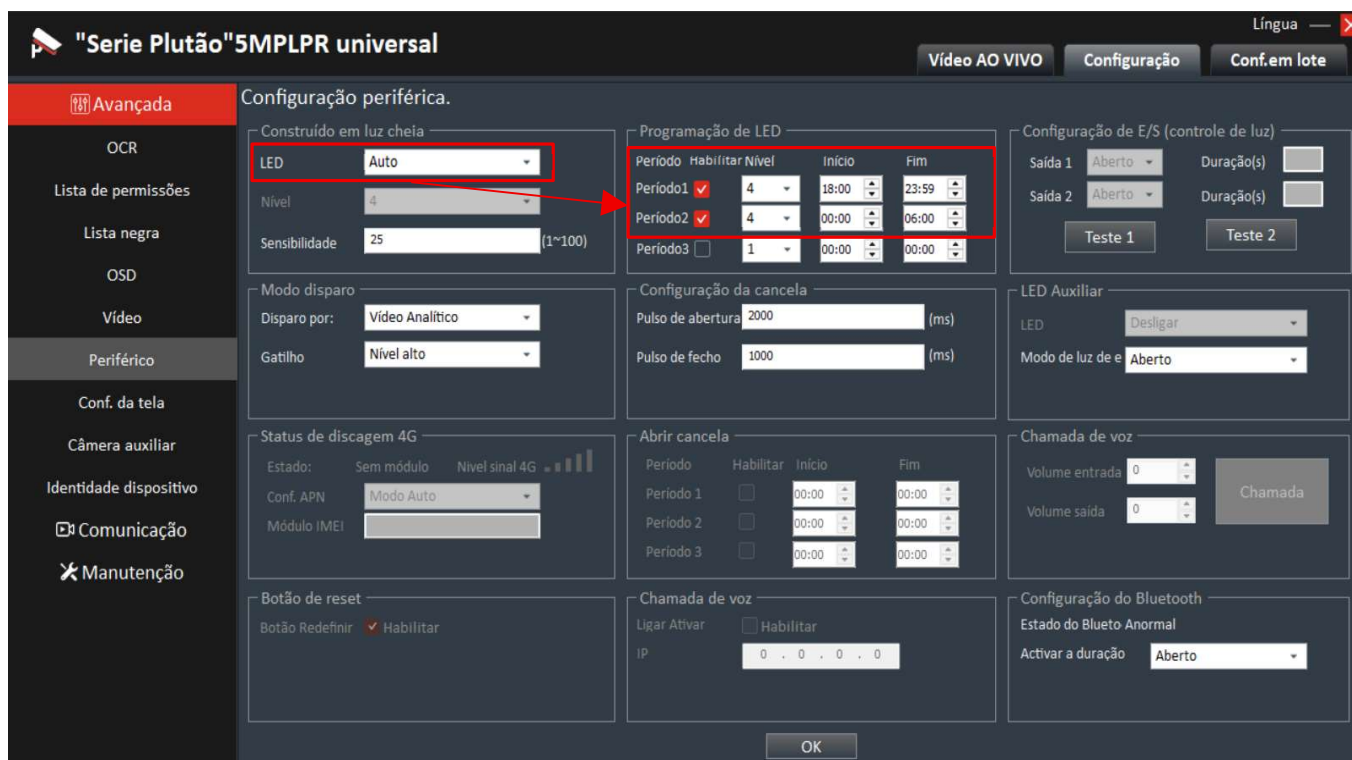 Língua
"Serie Plutão"5MPLPR universal
Vídeo AO VIVO Configuração Conf.em lote
Avançada
OCR
Lista de permissões
Lista negra
OSD
Vídeo
Periférico
Conf. da tela
Câmera auxiliar
Identidade dispositivo
Comunicação
Manutenção
Configuração periférica.
Construído em luz cheia
LED Auto
Nível 4
Sensibilidade 25 (1~100)
Programação de LED
Período Habilitar Nível Início Fim
Período1 4 18:00 23:59
Período2 4 00:00 06:00
Período3 1 00:00 00:00
Configuração de E/S (controle de luz)
Saída 1 Aberto Duração(s)
Saída 2 Aberto Duração(s)
Teste 1 Teste 2
Modo disparo
Disparo por: Vídeo Analítico
Gatilho Nível alto
Configuração da cancela
Pulso de abertura 2000 (ms)
Pulso de fecho 1000 (ms)
LED Auxiliar
LED Desligar
Modo de luz de e Aberto
Status de discagem 4G
Estado: Sem módulo Nivel sinal 4G
Conf. APN Modo Auto
Módulo IMEI
Abrir cancela
Período Habilitar Início Fim
Período 1 00:00 00:00
Período 2 00:00 00:00
Período 3 00:00 00:00
Chamada de voz
Volume entrada 0
Volume saída 0
Chamada
Botão de reset
Botão Redefinir Habilitar
Chamada de voz
Ligar Ativar Habilitar
IP 0 . 0 . 0 . 0
Configuração do Bluetooth
Estado do Blueto Anormal
Activar a duração Aberto
OK